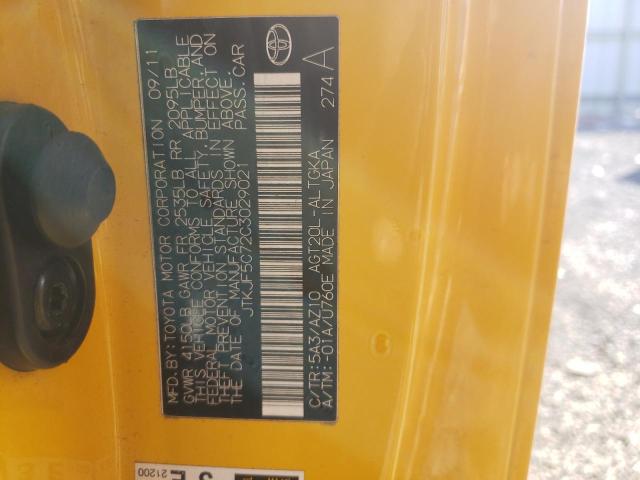 MFD. BY: TOYOTA MOTOR CORPORATION 09/11
GVWR 4150LB GAWR FR 2535LB RR 2095LB
THIS VEHICLE CONFORMS TO ALL APPLICABLE
FEDERAL MOTOR VEHICLE SAFETY, BUMPER, AND
THEFT PREVENTION STANDARDS IN EFFECT ON
THE DATE OF MANUFACTURE SHOWN ABOVE.
JTKJF5C72C3029021 PASS. CAR
C/TR: 5A3/AZ10 AGT20L-ALTGKA
A/TM: -01A/U760E MADE IN JAPAN 274 A
21200